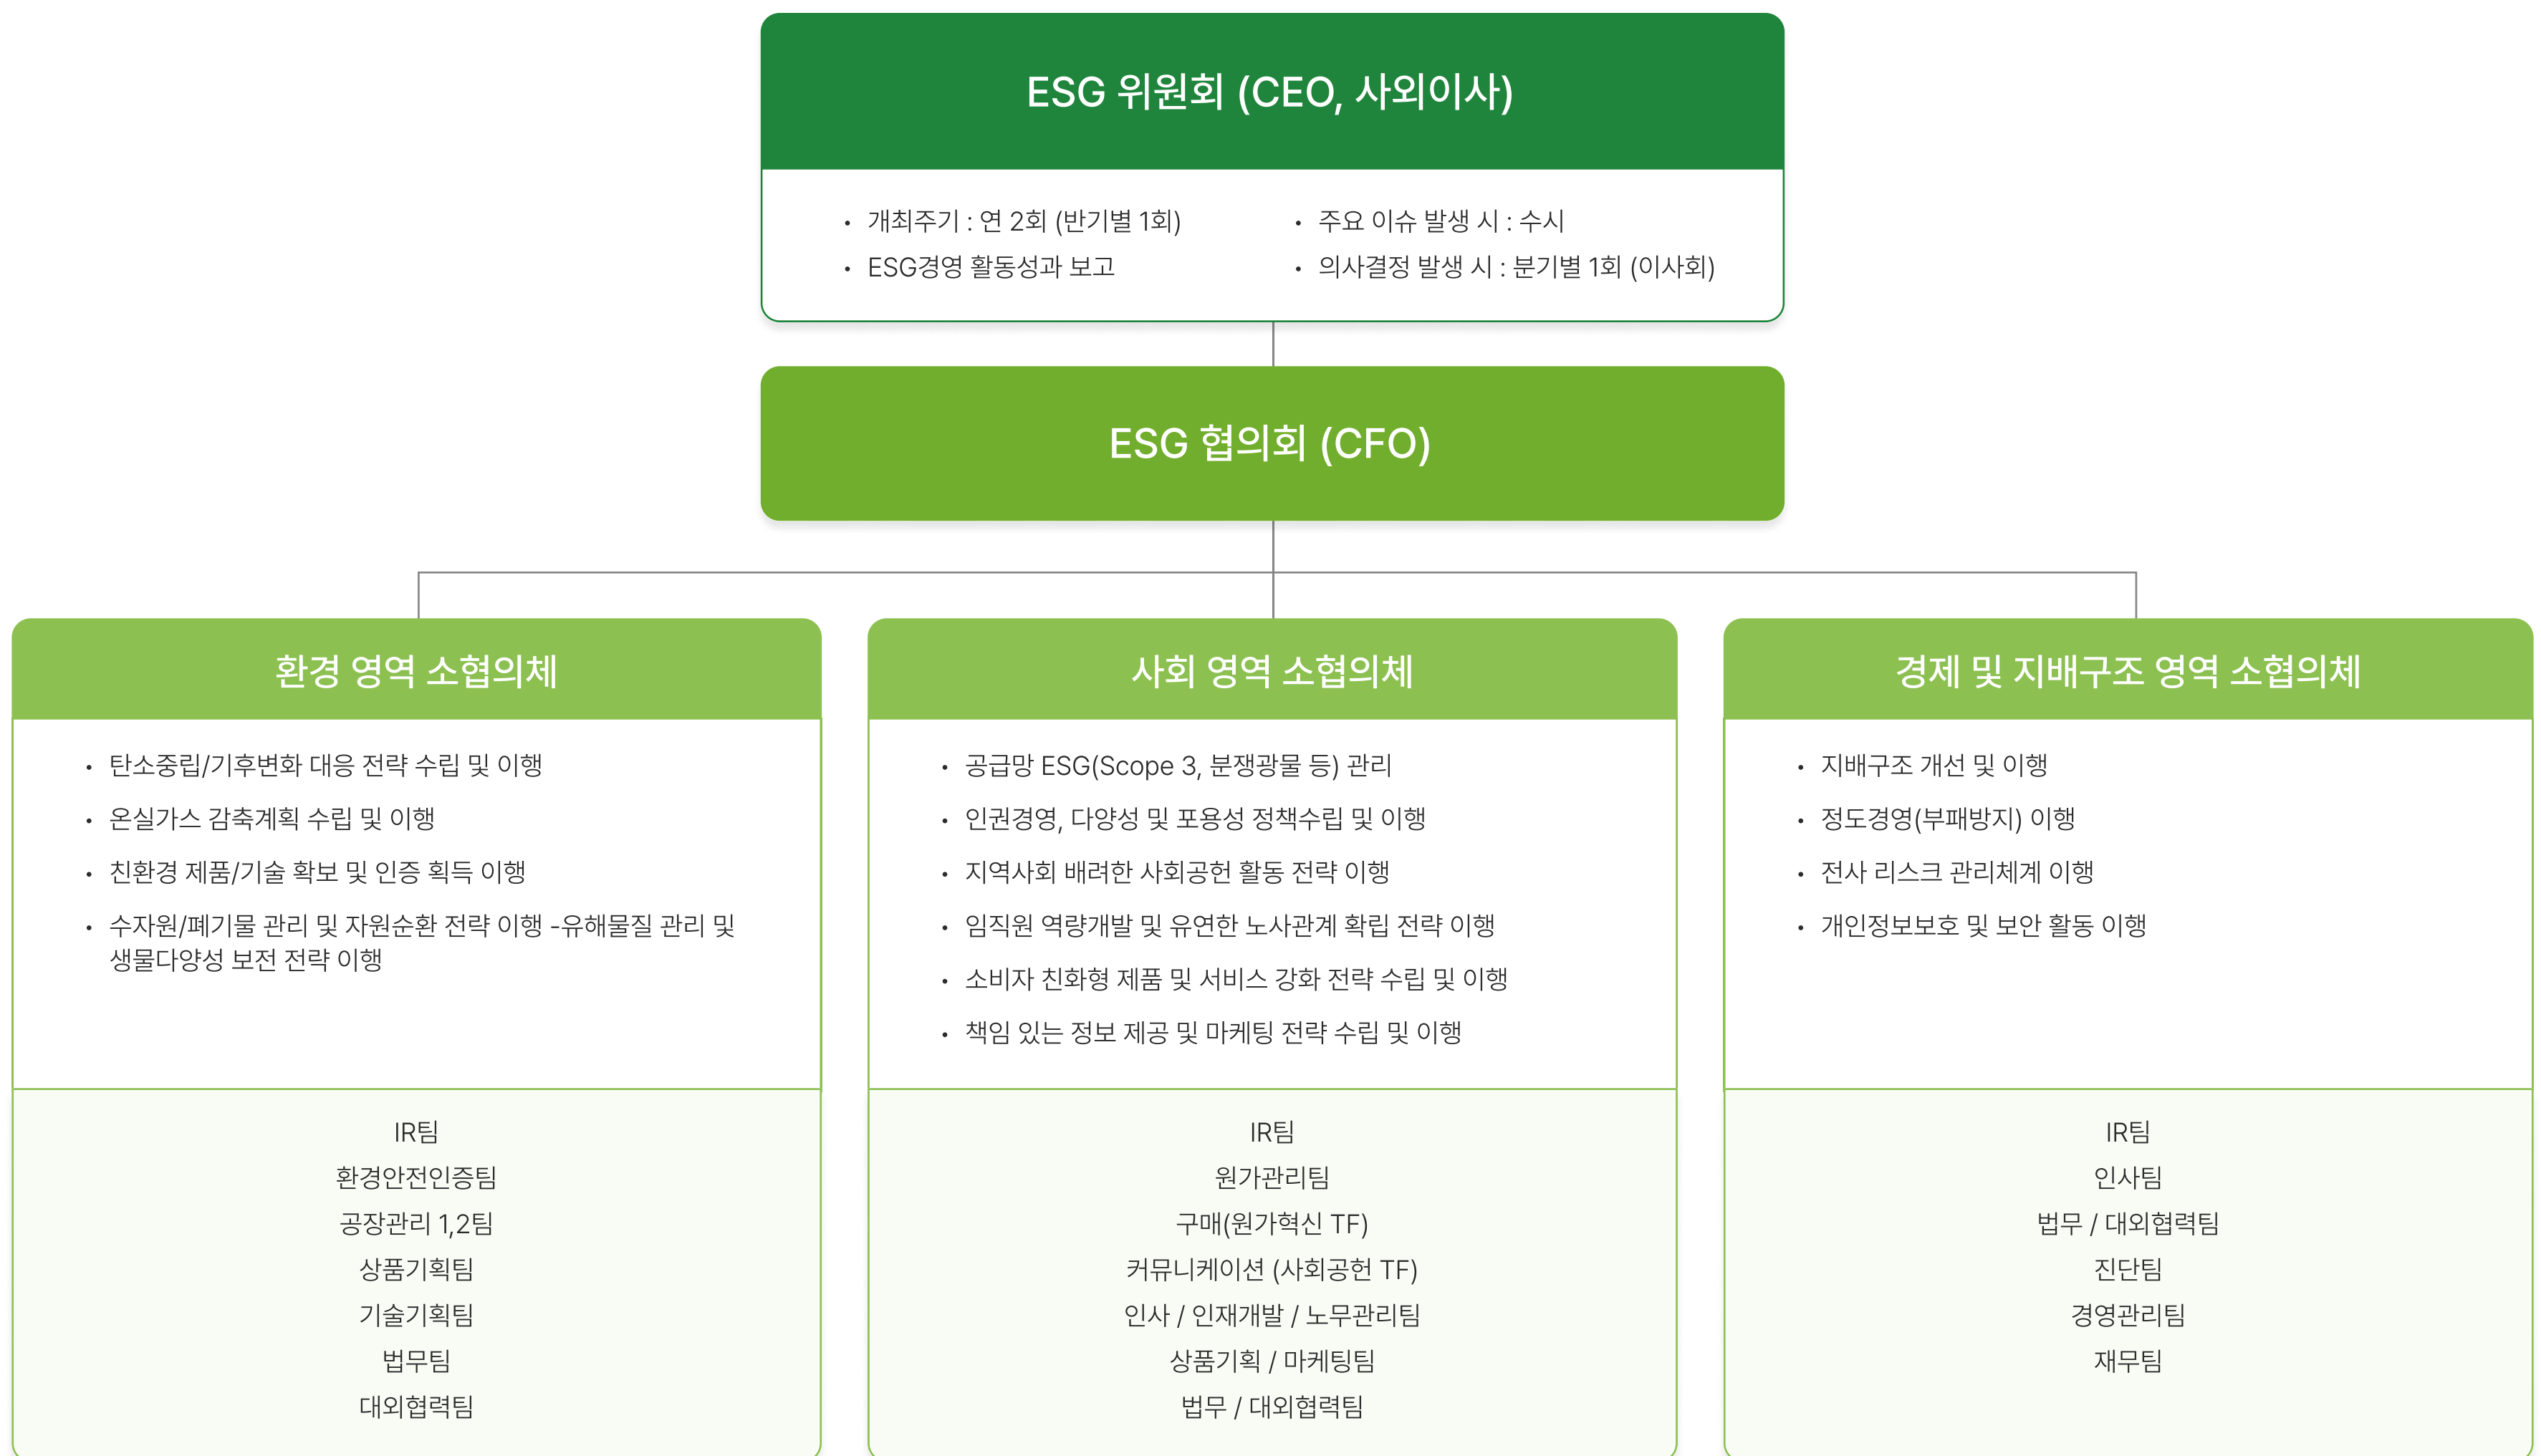 ESG 위원회 (CEO, 사외이사)
• 개최주기 : 연 2회 (반기별 1회)
• ESG경영 활동성과 보고
• 주요 이슈 발생 시 : 수시
• 의사결정 발생 시 : 분기별 1회 (이사회)
ESG 협의회 (CFO)
환경 영역 소협의체
• 탄소중립/기후변화 대응 전략 수립 및 이행
• 온실가스 감축계획 수립 및 이행
• 친환경 제품/기술 확보 및 인증 획득 이행
• 수자원/폐기물 관리 및 자원순환 전략 이행 -유해물질 관리 및
생물다양성 보전 전략 이행
IR팀
환경안전인증팀
공장관리 1,2팀
상품기획팀
기술기획팀
법무팀
대외협력팀
사회 영역 소협의체
• 공급망 ESG(Scope 3, 분쟁광물 등) 관리
• 인권경영, 다양성 및 포용성 정책수립 및 이행
• 지역사회 배려한 사회공헌 활동 전략 이행
• 임직원 역량개발 및 유연한 노사관계 확립 전략 이행
• 소비자 친화형 제품 및 서비스 강화 전략 수립 및 이행
• 책임 있는 정보 제공 및 마케팅 전략 수립 및 이행
IR팀
원가관리팀
구매(원가혁신 TF)
커뮤니케이션 (사회공헌 TF)
인사 / 인재개발 / 노무관리팀
상품기획 / 마케팅팀
법무 / 대외협력팀
경제 및 지배구조 영역 소협의체
• 지배구조 개선 및 이행
• 정도경영(부패방지) 이행
• 전사 리스크 관리체계 이행
• 개인정보보호 및 보안 활동 이행
IR팀
인사팀
법무 / 대외협력팀
진단팀
경영관리팀
재무팀